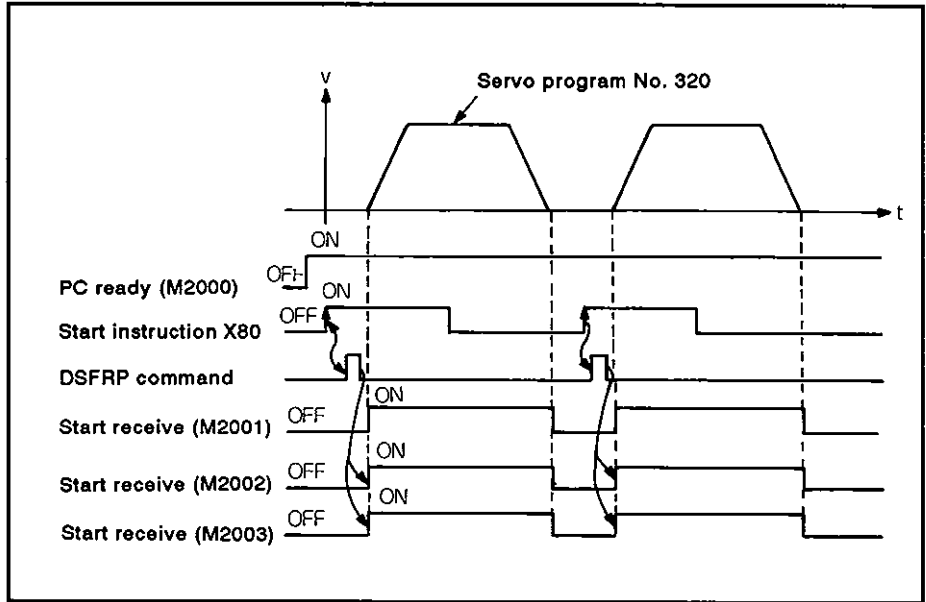 v
Servo program No. 320
t
ON
OFF
PC ready (M2000)
ON
OFF
Start instruction X80
DSFRP command
ON
OFF
Start receive (M2001)
ON
OFF
Start receive (M2002)
ON
OFF
Start receive (M2003)